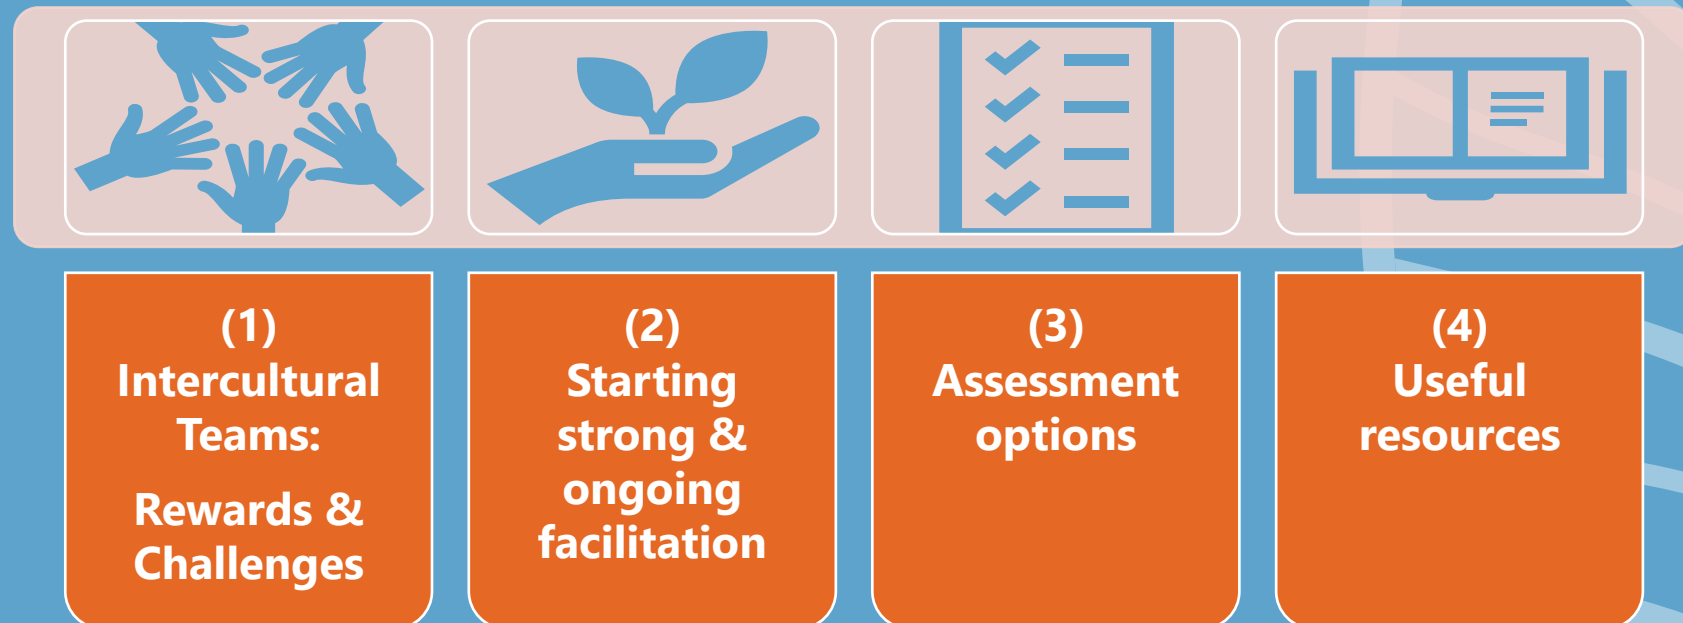 (1)
Intercultural
Teams:
Rewards &
Challenges
(2)
Starting
strong &
ongoing
facilitation
(3)
Assessment
options
(4)
Useful
resources